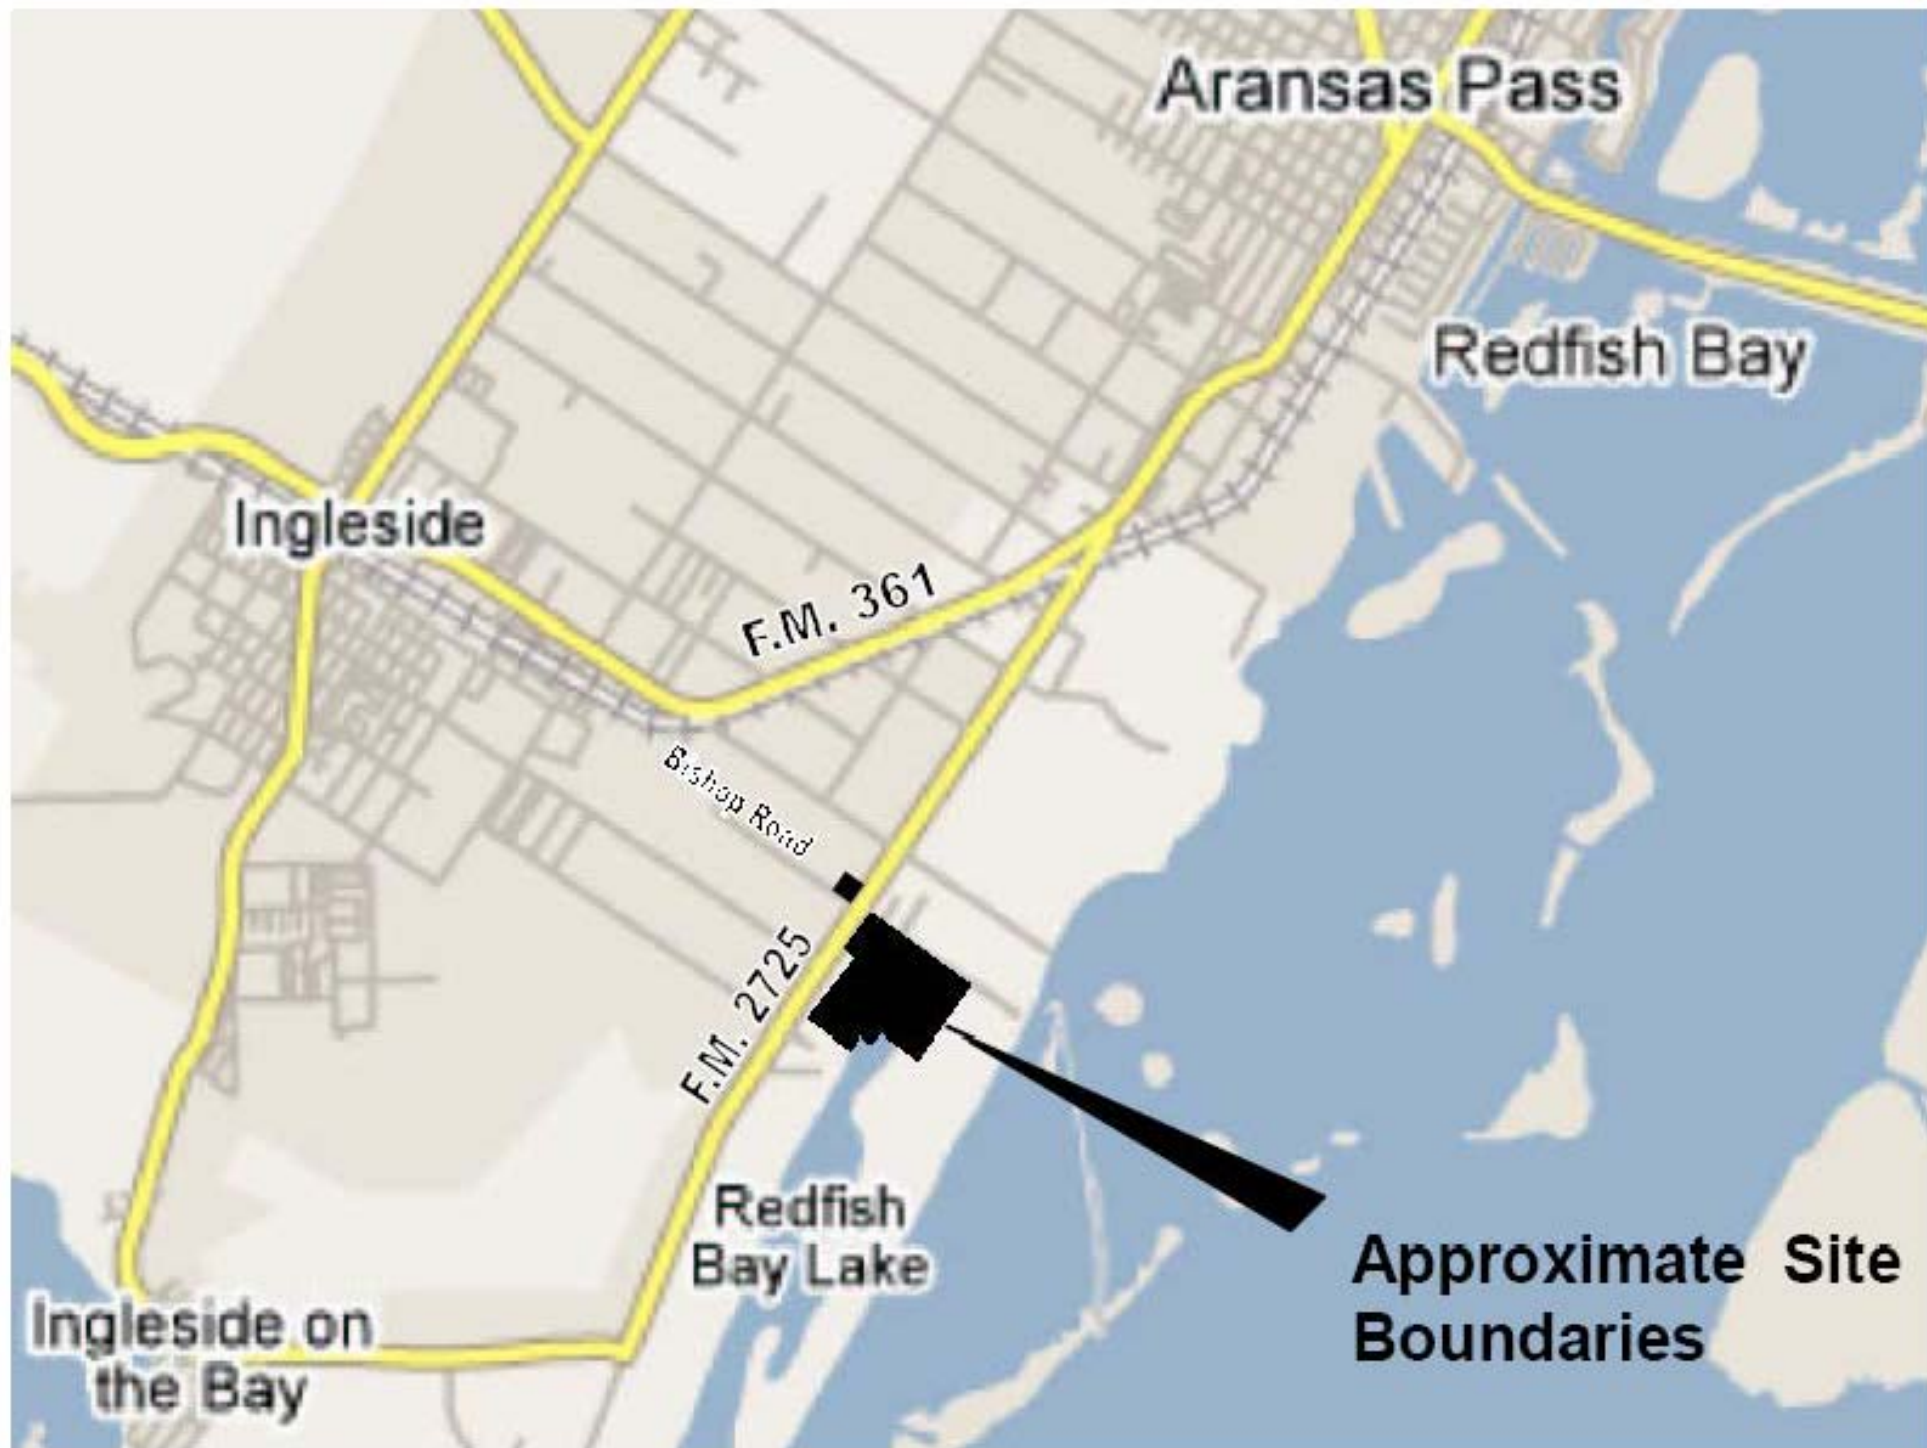 Aransas Pass
Redfish Bay
Ingleside
F.M. 361
Bishop Road
F.M. 2725
Redfish
Bay Lake
Approximate Site
Boundaries
Ingleside on
the Bay